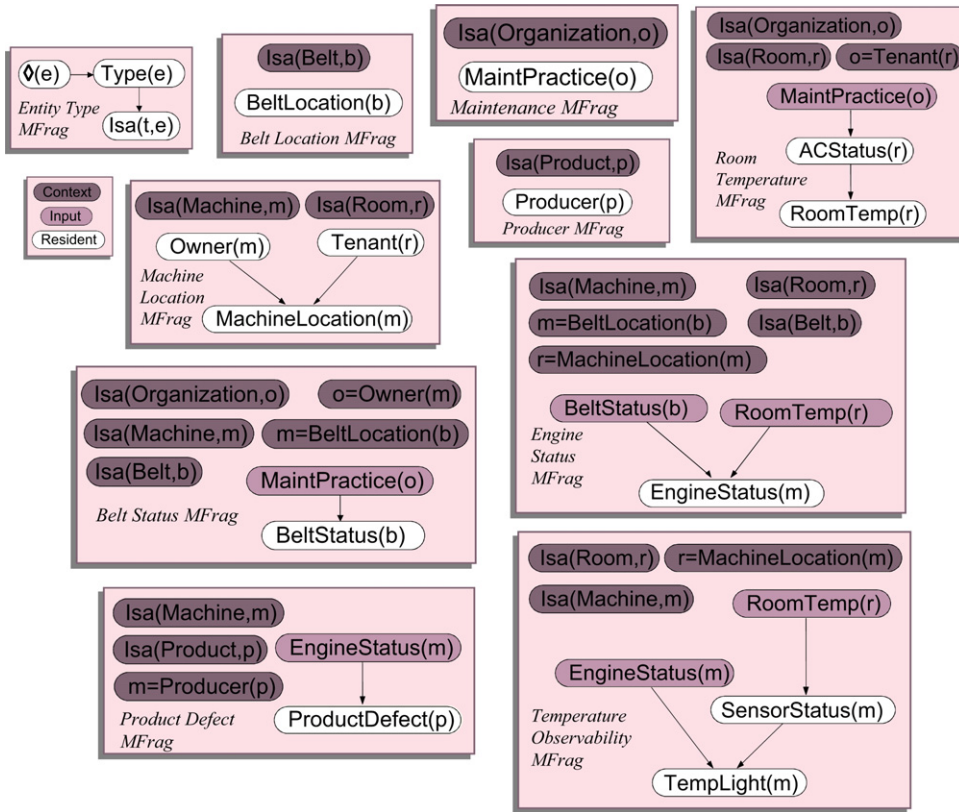 ◊(e)
Type(e)
Entity Type
MFrag
Isa(t,e)
Isa(Belt,b)
BeltLocation(b)
Belt Location MFrag
Isa(Organization,o)
MaintPractice(o)
Maintenance MFrag
Isa(Organization,o)
Isa(Room,r)
o=Tenant(r)
MaintPractice(o)
ACStatus(r)
Room
Temperature
MFrag
RoomTemp(r)
Context
Input
Resident
Isa(Machine,m)
Isa(Room,r)
Owner(m)
Tenant(r)
Machine
Location
MFrag
MachineLocation(m)
Isa(Product,p)
Producer(p)
Producer MFrag
Isa(Machine,m)
Isa(Room,r)
m=BeltLocation(b)
Isa(Belt,b)
r=MachineLocation(m)
BeltStatus(b)
RoomTemp(r)
Engine
Status
MFrag
EngineStatus(m)
Isa(Organization,o)
o=Owner(m)
Isa(Machine,m)
m=BeltLocation(b)
Isa(Belt,b)
MaintPractice(o)
Belt Status MFrag
BeltStatus(b)
Isa(Room,r)
r=MachineLocation(m)
Isa(Machine,m)
RoomTemp(r)
EngineStatus(m)
SensorStatus(m)
Temperature
Observability
MFrag
TempLight(m)
Isa(Machine,m)
Isa(Product,p)
EngineStatus(m)
m=Producer(p)
Product Defect
MFrag
ProductDefect(p)